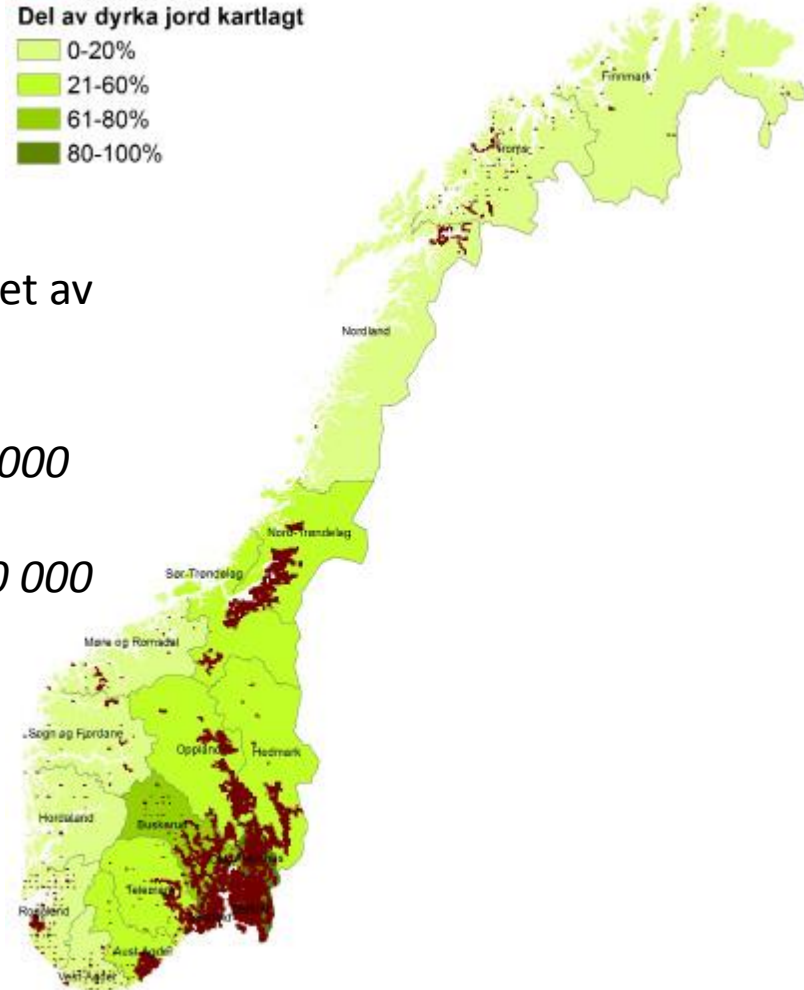 Del av dyrka jord kartlagt
0-20%
21-60%
61-80%
80-100%
Finnmark
Troms
et av
Nordland
000
Nord-Trøndelag
Sør-Trøndelag
0 000
Møre og Romsdal
Sogn og Fjordane
Oppland
Hedmark
Hordaland
Buskerud
Telemark
Rogaland
Aust-Agder
Vest-Agder